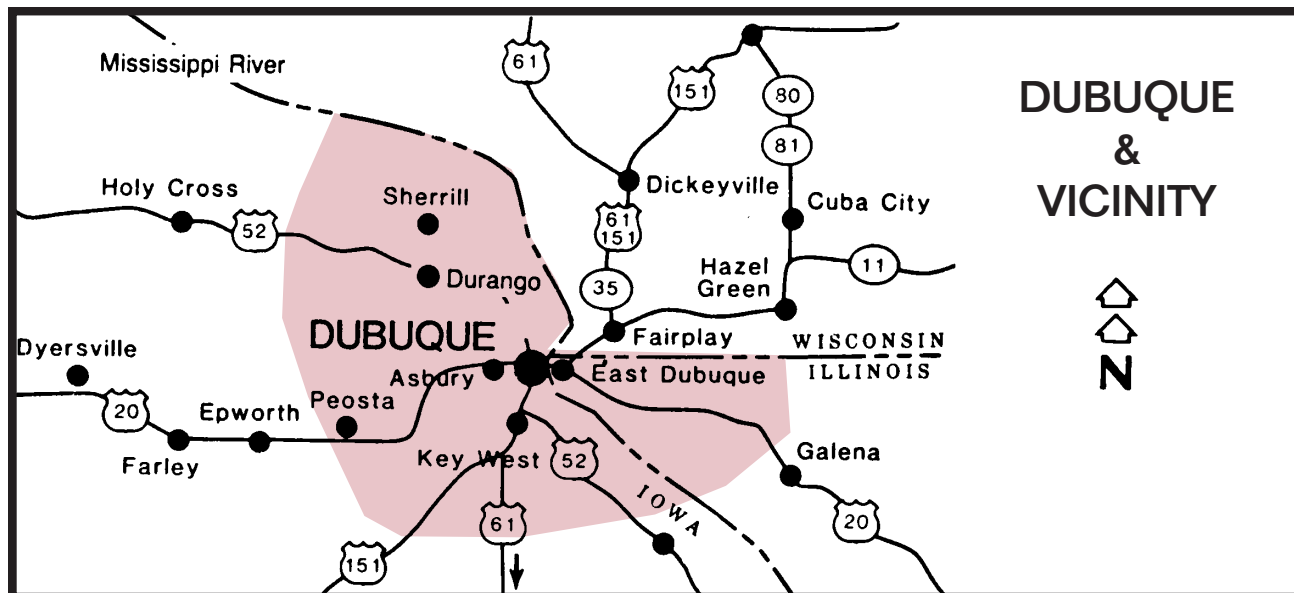 61
Mississippi River
151
80
DUBUQUE
&
VICINITY
81
Holy Cross
Sherrill
Dickeyville
Cuba City
52
61
151
Hazel
Green
11
Durango
35
N
DUBUQUE
Fairplay
WISCONSIN
Dyersville
ILLINOIS
Asbury
East Dubuque
20
Epworth
Peosta
Farley
Key West
52
Galena
IOWA
61
20
151